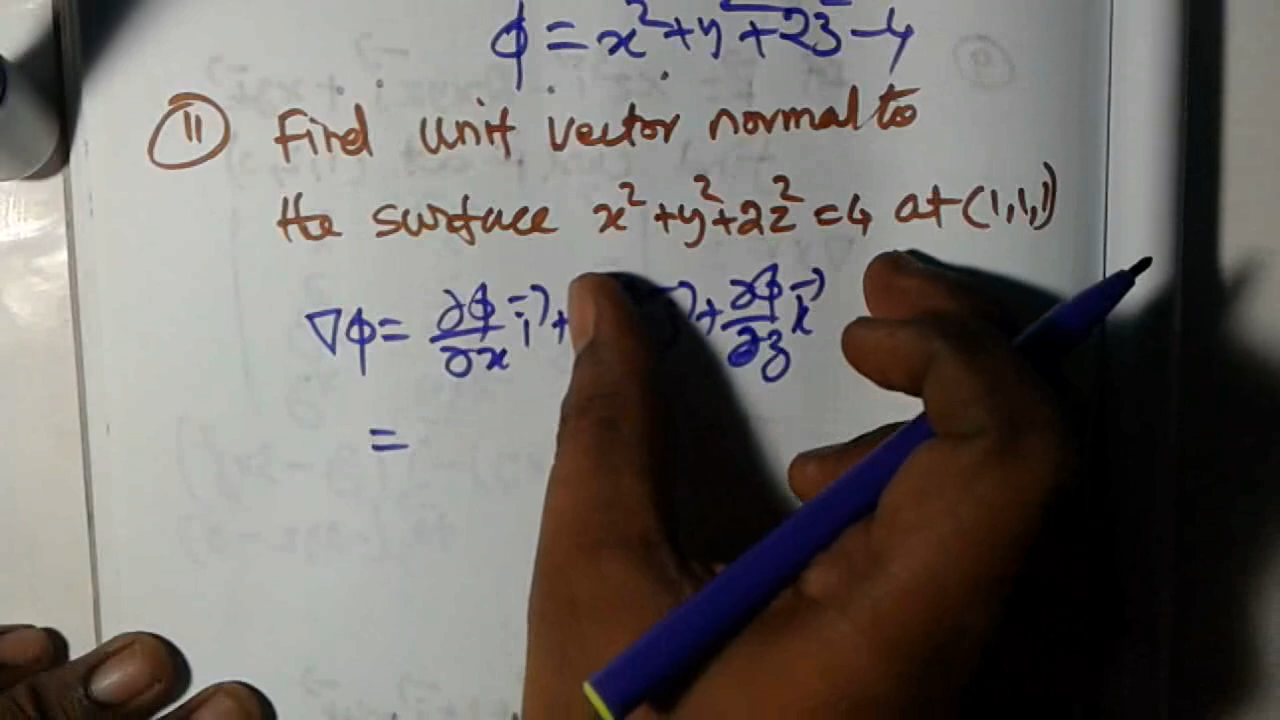 ϕ = x² + y² + 2z² - 4
11 Find unit vector normal to
the surface x² + y² + 2z² = 4 at (1,1,1)
∇ϕ = ∂ϕ/∂x i⃗ + + ∂ϕ/∂z k⃗
=